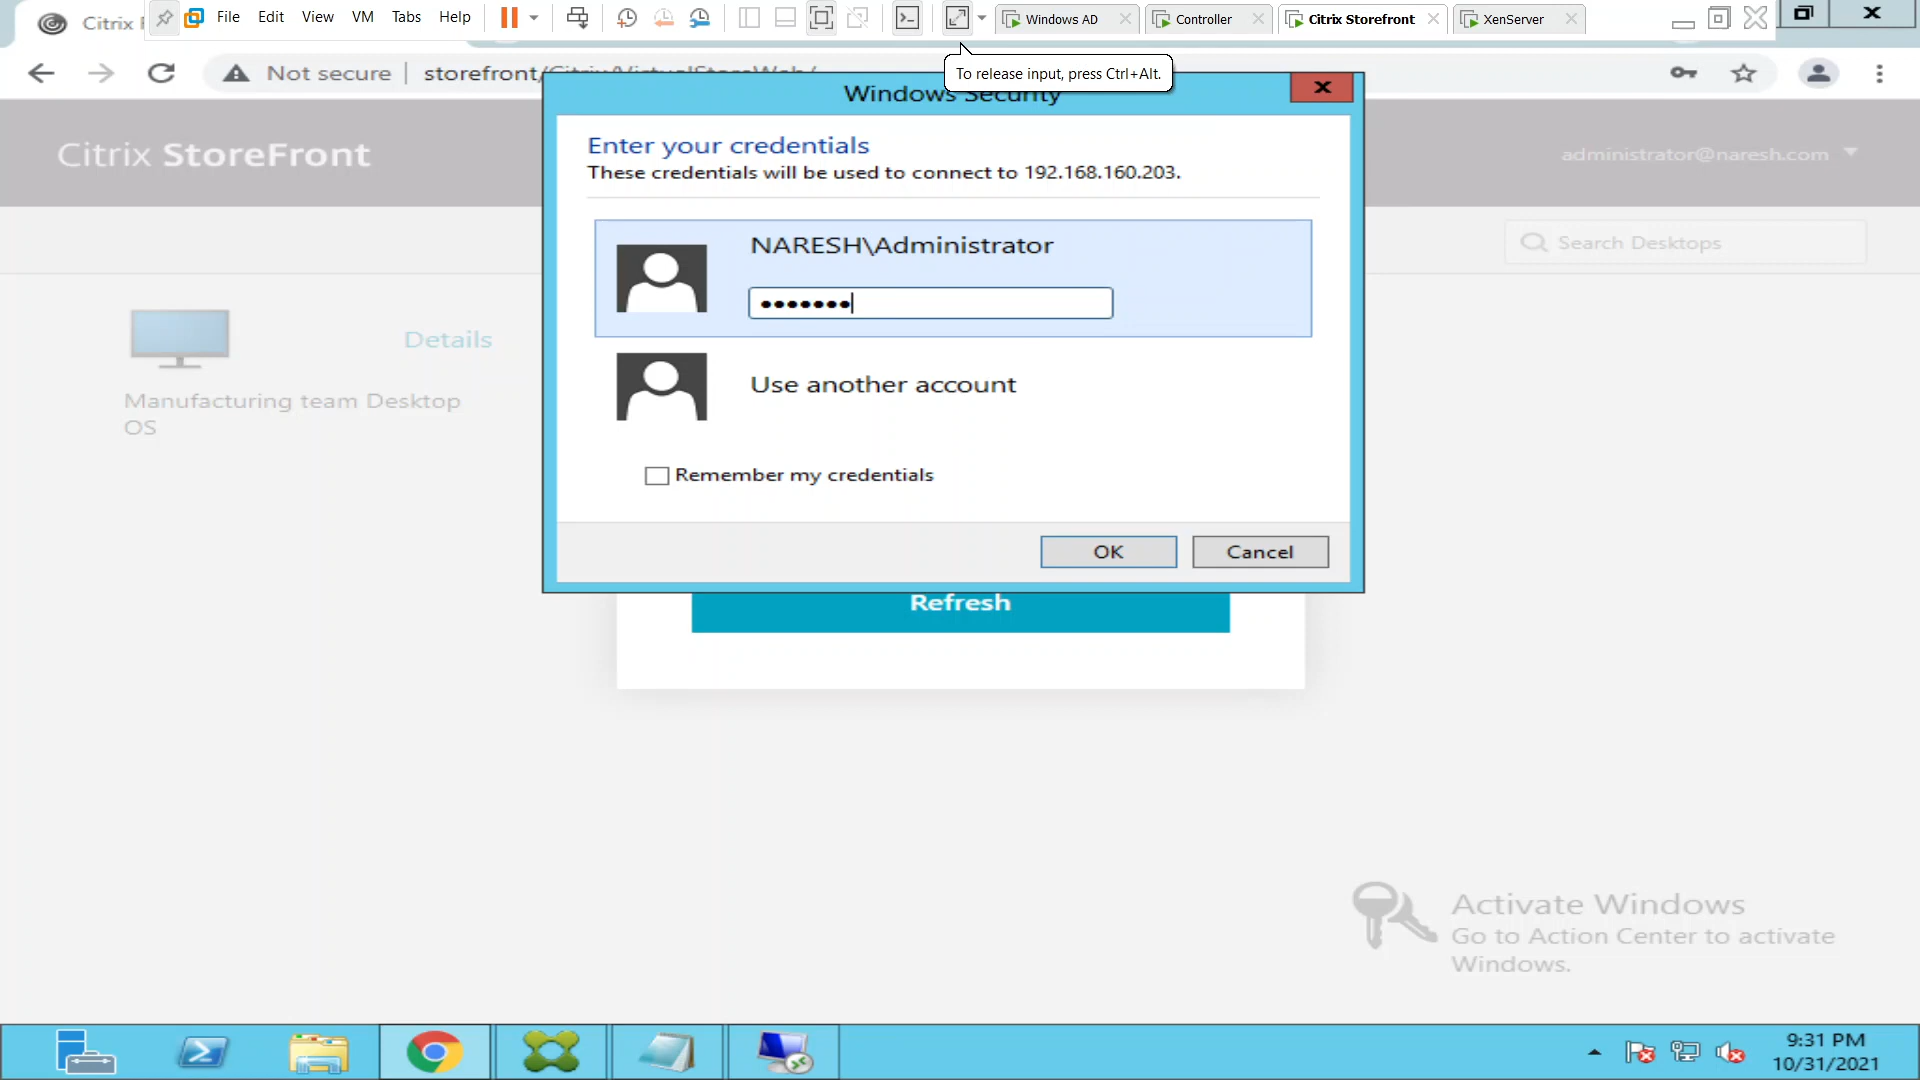 Citrix
File Edit View VM Tabs Help
Windows AD
Controller
Citrix Storefront
XenServer
To release input, press Ctrl+Alt.
Not secure storefront/Citrix/VirtualStoreWeb/
Windows Security
Citrix StoreFront
administrator@naresh.com
Enter your credentials
These credentials will be used to connect to 192.168.160.203.
NARESH\Administrator
•••••••
Search Desktops
Details
Manufacturing team Desktop
OS
Use another account
Remember my credentials
OK
Cancel
Refresh
Activate Windows
Go to Action Center to activate
Windows.
9:31 PM
10/31/2021